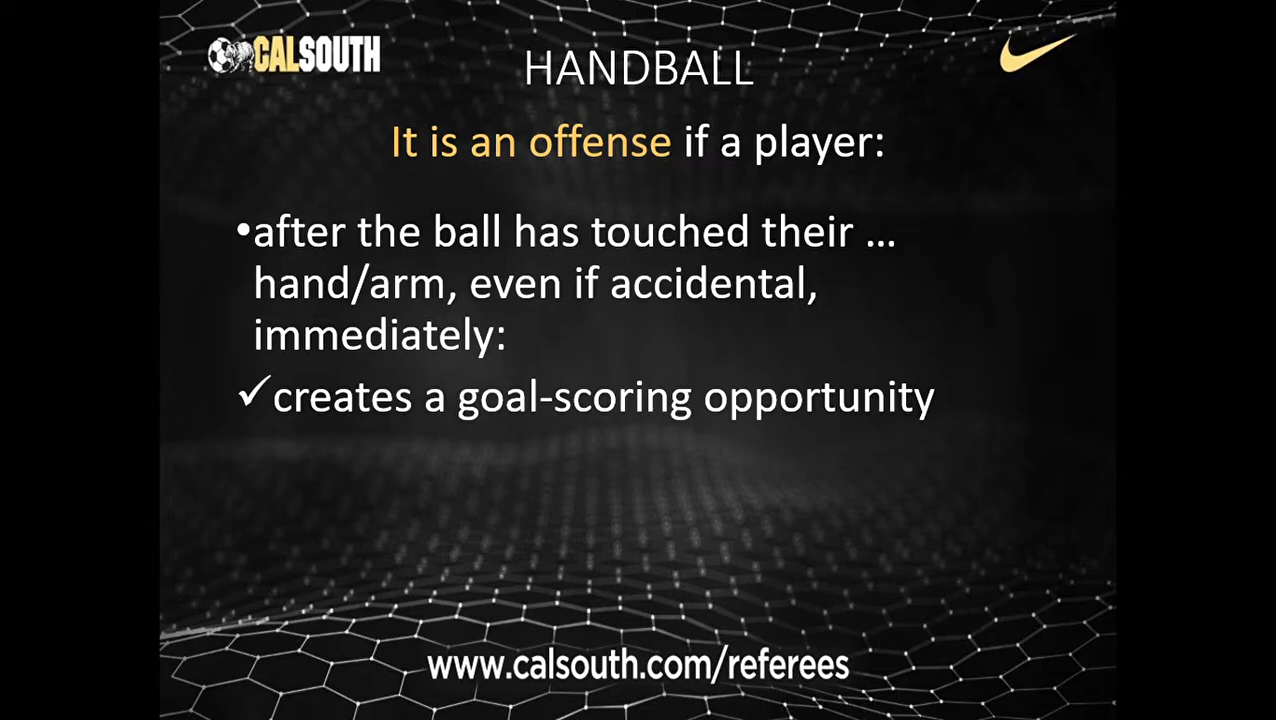 CALSOUTH
HANDBALL
It is an offense if a player:
•after the ball has touched their …
hand/arm, even if accidental,
immediately:
✓creates a goal-scoring opportunity
www.calsouth.com/referees